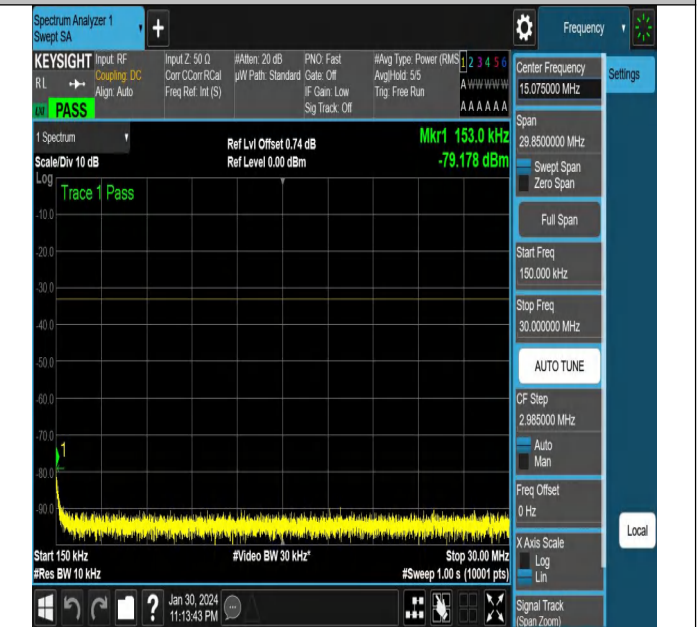 Spectrum Analyzer 1
Swept SA
+
Frequency
KEYSIGHT
RL
PASS
Input: RF
Coupling: DC
Align: Auto
Input Z: 50 Ω
Corr CCorr RCal
Freq Ref: Int (S)
#Atten: 20 dB
µW Path: Standard
PNO: Fast
Gate: Off
IF Gain: Low
Sig Track: Off
#Avg Type: Power (RMS
Avg|Hold: 5/5
Trig: Free Run
1 2 3 4 5 6
A W W W W W
A A A A A A
1 Spectrum
Scale/Div 10 dB
Log
Ref Lvl Offset 0.74 dB
Ref Level 0.00 dBm
Mkr1 153.0 kHz
-79.178 dBm
Trace 1 Pass
-10.0
-20.0
-30.0
-40.0
-50.0
-60.0
-70.0
-80.0
-90.0
1
Start 150 kHz
#Res BW 10 kHz
#Video BW 30 kHz*
Stop 30.00 MHz
#Sweep 1.00 s (10001 pts)
Jan 30, 2024
11:13:43 PM
?
Center Frequency
15.075000 MHz
Settings
Span
29.8500000 MHz
Swept Span
Zero Span
Full Span
Start Freq
150.000 kHz
Stop Freq
30.000000 MHz
AUTO TUNE
CF Step
2.985000 MHz
Auto
Man
Freq Offset
0 Hz
X Axis Scale
Log
Lin
Local
Signal Track
(Span Zoom)